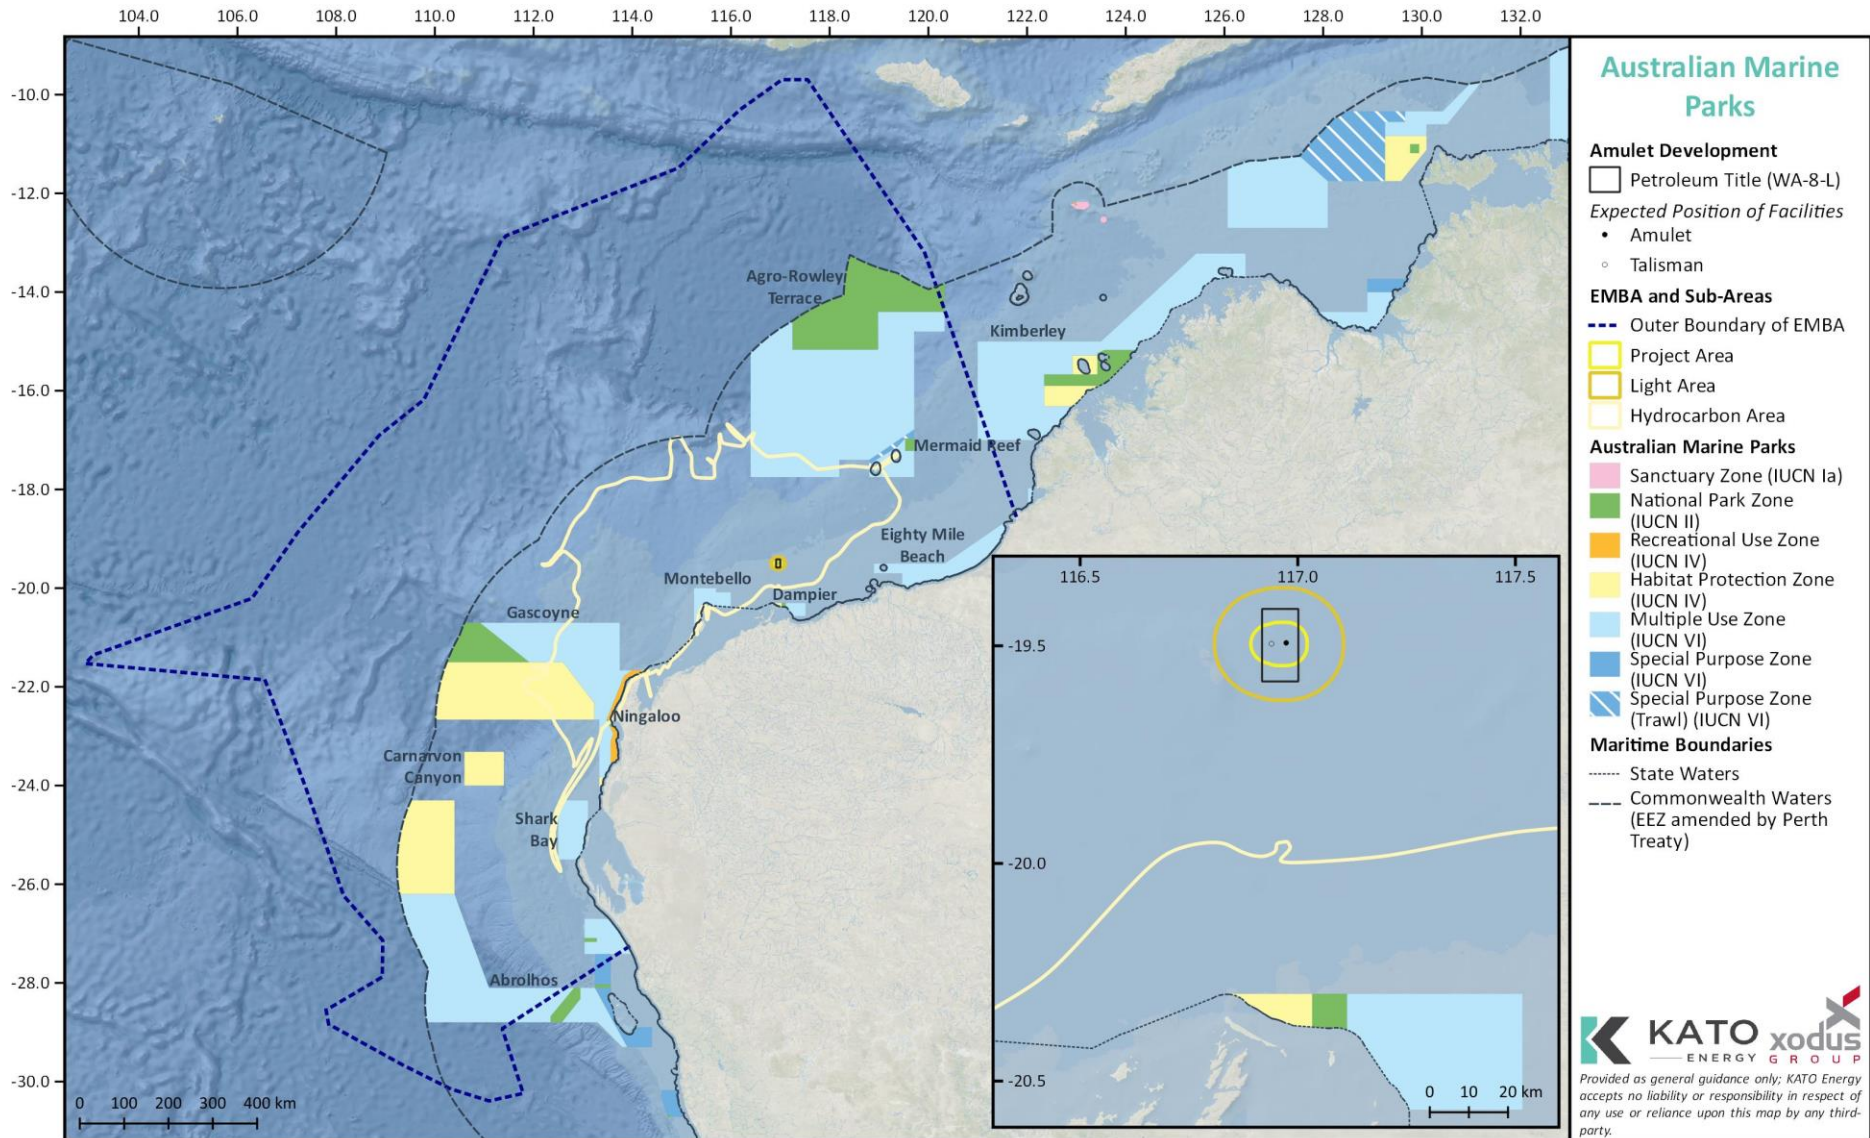 104.0 106.0 108.0 110.0 112.0 114.0 116.0 118.0 120.0 122.0 124.0 126.0 128.0 130.0 132.0
-10.0
-12.0
-14.0
-16.0
-18.0
-20.0
-22.0
-24.0
-26.0
-28.0
-30.0
Agro-Rowley
Terrace
Kimberley
Mermaid Reef
Eighty Mile
Beach
Montebello
Dampier
Gascoyne
Ningaloo
Carnarvon
Canyon
Shark
Bay
Abrolhos
0 100 200 300 400 km
116.5 117.0 117.5
-19.5
-20.0
-20.5
0 10 20 km
Australian Marine
Parks
Amulet Development
Petroleum Title (WA-8-L)
Expected Position of Facilities
Amulet
Talisman
EMBA and Sub-Areas
Outer Boundary of EMBA
Project Area
Light Area
Hydrocarbon Area
Australian Marine Parks
Sanctuary Zone (IUCN Ia)
National Park Zone
(IUCN II)
Recreational Use Zone
(IUCN IV)
Habitat Protection Zone
(IUCN IV)
Multiple Use Zone
(IUCN VI)
Special Purpose Zone
(IUCN VI)
Special Purpose Zone
(Trawl) (IUCN VI)
Maritime Boundaries
State Waters
Commonwealth Waters
(EEZ amended by Perth
Treaty)
KATO
ENERGY
xodus
GROUP
Provided as general guidance only; KATO Energy
accepts no liability or responsibility in respect of
any use or reliance upon this map by any third-
party.